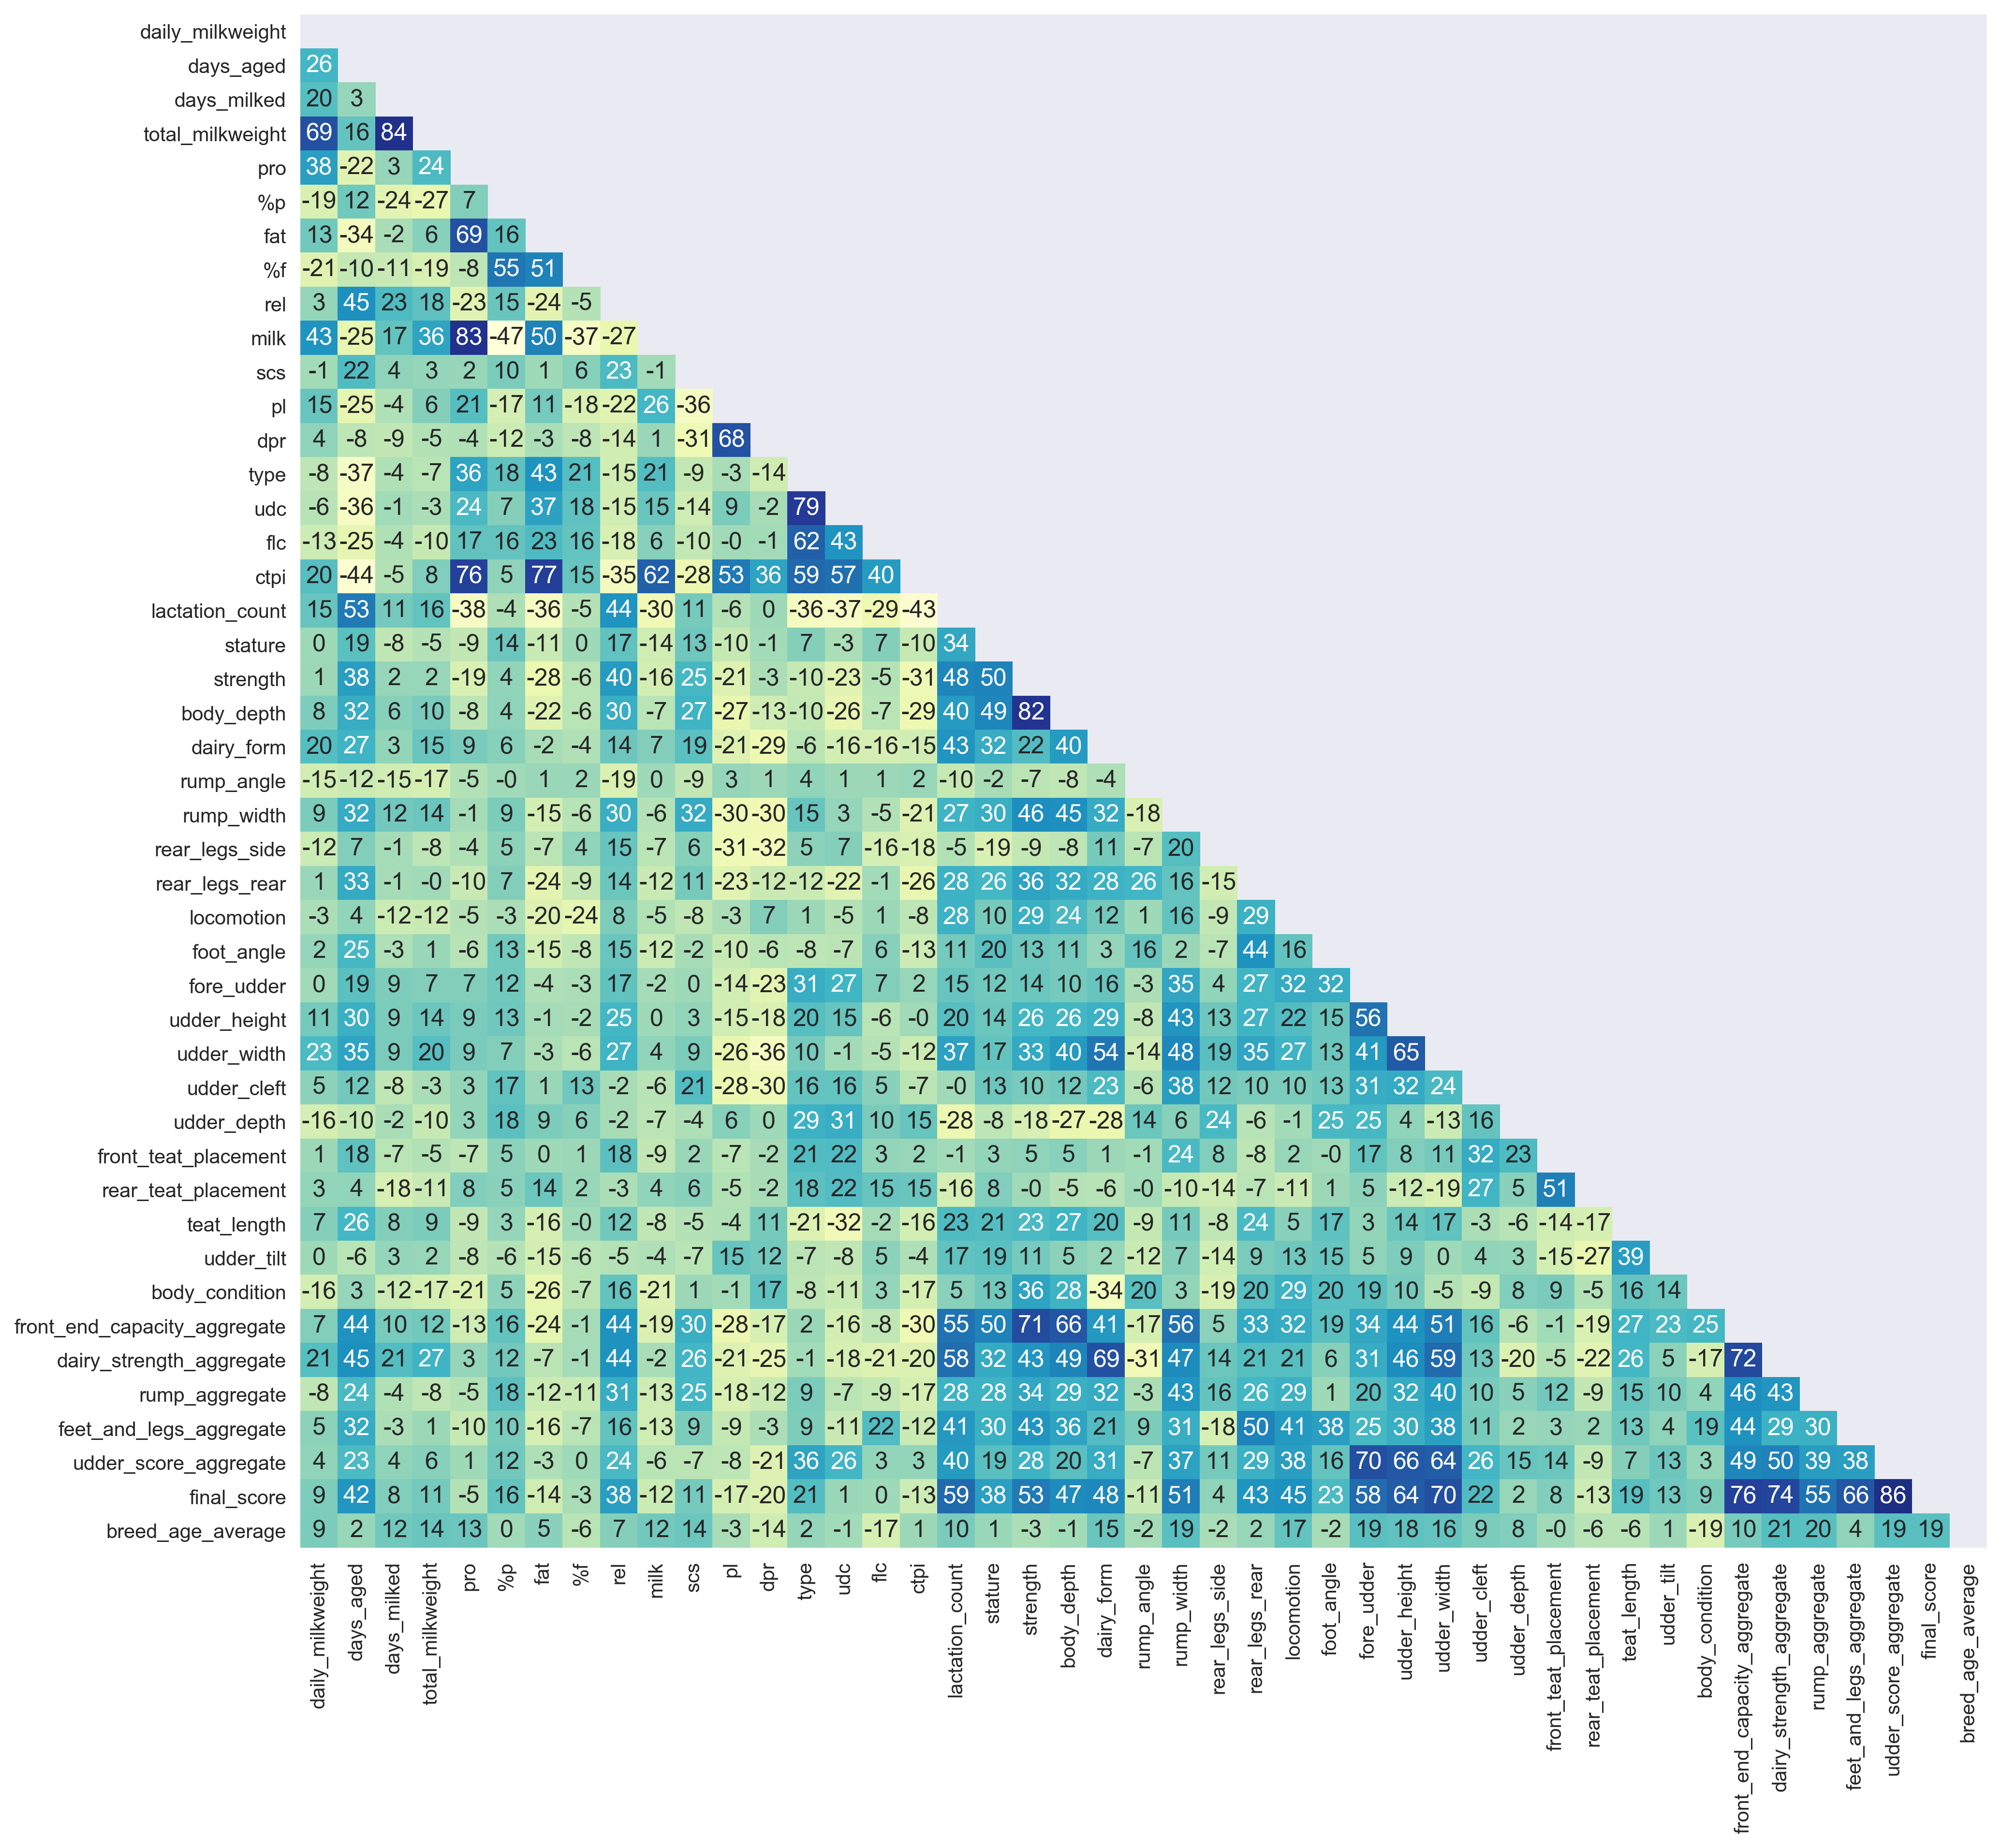 daily_milkweight
days_aged 26
days_milked 20 3
total_milkweight 69 16 84
pro 38 -22 3 24
%p -19 12 -24 -27 7
fat 13 -34 -2 6 69 16
%f -21 -10 -11 -19 -8 55 51
rel 3 45 23 18 -23 15 -24 -5
milk 43 -25 17 36 83 -47 50 -37 -27
scs -1 22 4 3 2 10 1 6 23 -1
pl 15 -25 -4 6 21 -17 11 -18 -22 26 -36
dpr 4 -8 -9 -5 -4 -12 -3 -8 -14 1 -31 68
type -8 -37 -4 -7 36 18 43 21 -15 21 -9 -3 -14
udc -6 -36 -1 -3 24 7 37 18 -15 15 -14 9 -2 79
flc -13 -25 -4 -10 17 16 23 16 -18 6 -10 -0 -1 62 43
ctpi 20 -44 -5 8 76 5 77 15 -35 62 -28 53 36 59 57 40
lactation_count 15 53 11 16 -38 -4 -36 -5 44 -30 11 -6 0 -36 -37 -29 -43
stature 0 19 -8 -5 -9 14 -11 0 17 -14 13 -10 -1 7 -3 7 -10 34
strength 1 38 2 2 -19 4 -28 -6 40 -16 25 -21 -3 -10 -23 -5 -31 48 50
body_depth 8 32 6 10 -8 4 -22 -6 30 -7 27 -27 -13 -10 -26 -7 -29 40 49 82
dairy_form 20 27 3 15 9 6 -2 -4 14 7 19 -21 -29 -6 -16 -16 -15 43 32 22 40
rump_angle -15 -12 -15 -17 -5 -0 1 2 -19 0 -9 3 1 4 1 1 2 -10 -2 -7 -8 -4
rump_width 9 32 12 14 -1 9 -15 -6 30 -6 32 -30 -30 15 3 -5 -21 27 30 46 45 32 -18
rear_legs_side -12 7 -1 -8 -4 5 -7 4 15 -7 6 -31 -32 5 7 -16 -18 -5 -19 -9 -8 11 -7 20
rear_legs_rear 1 33 -1 -0 -10 7 -24 -9 14 -12 11 -23 -12 -12 -22 -1 -26 28 26 36 32 28 26 16 -15
locomotion -3 4 -12 -12 -5 -3 -20 -24 8 -5 -8 -3 7 1 -5 1 -8 28 10 29 24 12 1 16 -9 29
foot_angle 2 25 -3 1 -6 13 -15 -8 15 -12 -2 -10 -6 -8 -7 6 -13 11 20 13 11 3 16 2 -7 44 16
fore_udder 0 19 9 7 7 12 -4 -3 17 -2 0 -14 -23 31 27 7 2 15 12 14 10 16 -3 35 4 27 32 32
udder_height 11 30 9 14 9 13 -1 -2 25 0 3 -15 -18 20 15 -6 -0 20 14 26 26 29 -8 43 13 27 22 15 56
udder_width 23 35 9 20 9 7 -3 -6 27 4 9 -26 -36 10 -1 -5 -12 37 17 33 40 54 -14 48 19 35 27 13 41 65
udder_cleft 5 12 -8 -3 3 17 1 13 -2 -6 21 -28 -30 16 16 5 -7 -0 13 10 12 23 -6 38 12 10 10 13 31 32 24
udder_depth -16 -10 -2 -10 3 18 9 6 -2 -7 -4 6 0 29 31 10 15 -28 -8 -18 -27 -28 14 6 24 -6 -1 25 25 4 -13 16
front_teat_placement 1 18 -7 -5 -7 5 0 1 18 -9 2 -7 -2 21 22 3 2 -1 3 5 5 1 -1 24 8 -8 2 -0 17 8 11 32 23
rear_teat_placement 3 4 -18 -11 8 5 14 2 -3 4 6 -5 -2 18 22 15 15 -16 8 -0 -5 -6 -0 -10 -14 -7 -11 1 5 -12 -19 27 5 51
teat_length 7 26 8 9 -9 3 -16 -0 12 -8 -5 -4 11 -21 -32 -2 -16 23 21 23 27 20 -9 11 -8 24 5 17 3 14 17 -3 -6 -14 -17
udder_tilt 0 -6 3 2 -8 -6 -15 -6 -5 -4 -7 15 12 -7 -8 5 -4 17 19 11 5 2 -12 7 -14 9 13 15 5 9 0 4 3 -15 -27 39
body_condition -16 3 -12 -17 -21 5 -26 -7 16 -21 1 -1 17 -8 -11 3 -17 5 13 36 28 -34 20 3 -19 20 29 20 19 10 -5 -9 8 9 -5 16 14
front_end_capacity_aggregate 7 44 10 12 -13 16 -24 -1 44 -19 30 -28 -17 2 -16 -8 -30 55 50 71 66 41 -17 56 5 33 32 19 34 44 51 16 -6 -1 -19 27 23 25
dairy_strength_aggregate 21 45 21 27 3 12 -7 -1 44 -2 26 -21 -25 -1 -18 -21 -20 58 32 43 49 69 -31 47 14 21 21 6 31 46 59 13 -20 -5 -22 26 5 -17 72
rump_aggregate -8 24 -4 -8 -5 18 -12 -11 31 -13 25 -18 -12 9 -7 -9 -17 28 28 34 29 32 -3 43 16 26 29 1 20 32 40 10 5 12 -9 15 10 4 46 43
feet_and_legs_aggregate 5 32 -3 1 -10 10 -16 -7 16 -13 9 -9 -3 9 -11 22 -12 41 30 43 36 21 9 31 -18 50 41 38 25 30 38 11 2 3 2 13 4 19 44 29 30
udder_score_aggregate 4 23 4 6 1 12 -3 0 24 -6 -7 -8 -21 36 26 3 3 40 19 28 20 31 -7 37 11 29 38 16 70 66 64 26 15 14 -9 7 13 3 49 50 39 38
final_score 9 42 8 11 -5 16 -14 -3 38 -12 11 -17 -20 21 1 0 -13 59 38 53 47 48 -11 51 4 43 45 23 58 64 70 22 2 8 -13 19 13 9 76 74 55 66 86
breed_age_average 9 2 12 14 13 0 5 -6 7 12 14 -3 -14 2 -1 -17 1 10 1 -3 -1 15 -2 19 -2 2 17 -2 19 18 16 9 8 -0 -6 -6 1 -19 10 21 20 4 19 19
daily_milkweight
days_aged
days_milked
total_milkweight
pro
%p
fat
%f
rel
milk
scs
pl
dpr
type
udc
flc
ctpi
lactation_count
stature
strength
body_depth
dairy_form
rump_angle
rump_width
rear_legs_side
rear_legs_rear
locomotion
foot_angle
fore_udder
udder_height
udder_width
udder_cleft
udder_depth
front_teat_placement
rear_teat_placement
teat_length
udder_tilt
body_condition
front_end_capacity_aggregate
dairy_strength_aggregate
rump_aggregate
feet_and_legs_aggregate
udder_score_aggregate
final_score
breed_age_average